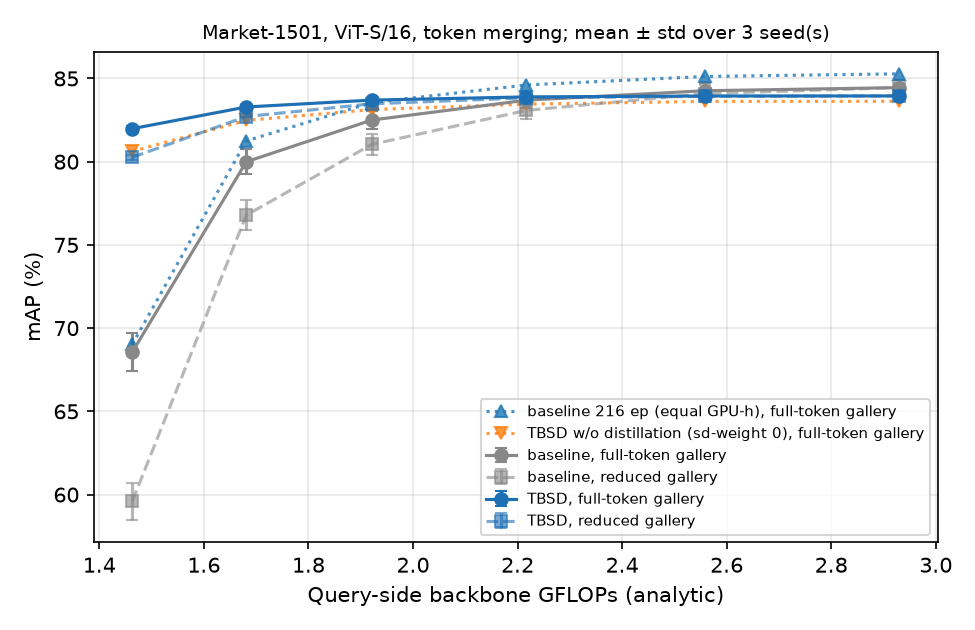 Market-1501, ViT-S/16, token merging; mean ± std over 3 seed(s)
mAP (%)
85
80
75
70
65
60
baseline 216 ep (equal GPU-h), full-token gallery
TBSD w/o distillation (sd-weight 0), full-token gallery
baseline, full-token gallery
baseline, reduced gallery
TBSD, full-token gallery
TBSD, reduced gallery
1.4 1.6 1.8 2.0 2.2 2.4 2.6 2.8 3.0
Query-side backbone GFLOPs (analytic)